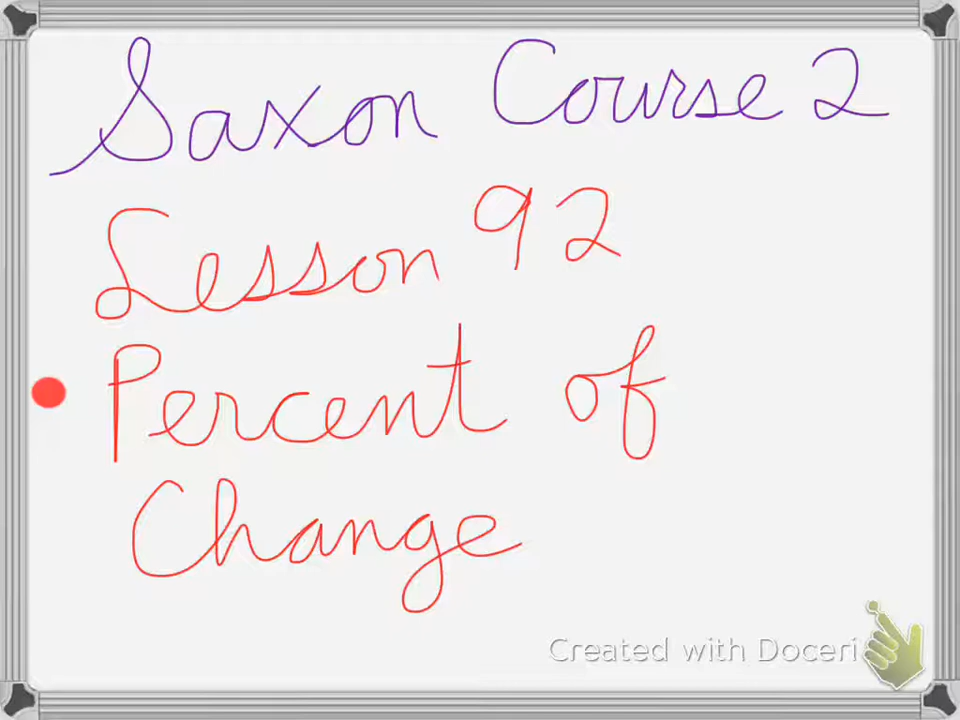 Saxon Course 2
Lesson 92
• Percent of
Change
Created with Doceri